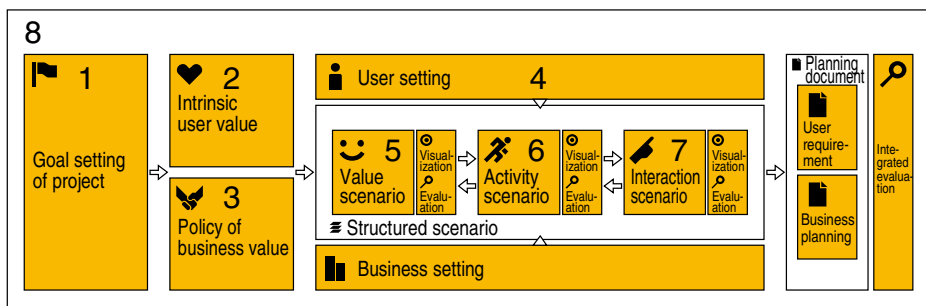 8
1
Goal setting
of project
2
Intrinsic
user value
3
Policy of
business value
User setting 4
5
Value
scenario
Visual-
ization
Evalu-
ation
6
Activity
scenario
Visual-
ization
Evalu-
ation
7
Interaction
scenario
Visual-
ization
Evalu-
ation
Structured scenario
Business setting
Planning
document
User
require-
ment
Business
planning
Inte-
grated
evalua-
tion